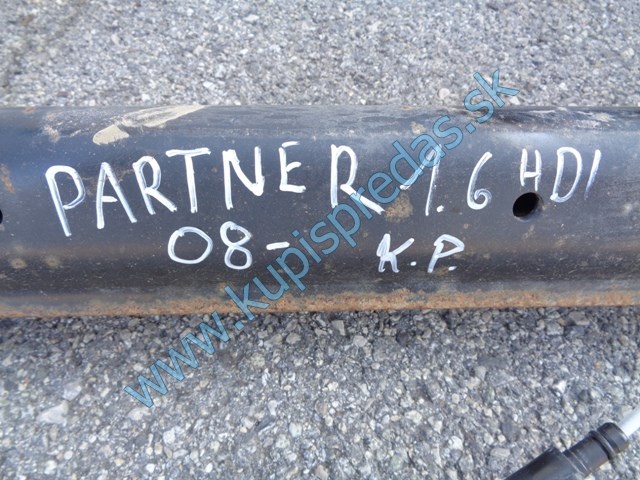 PARTNER 1.6 HDI
08- K.P.
www.kupispredas.sk